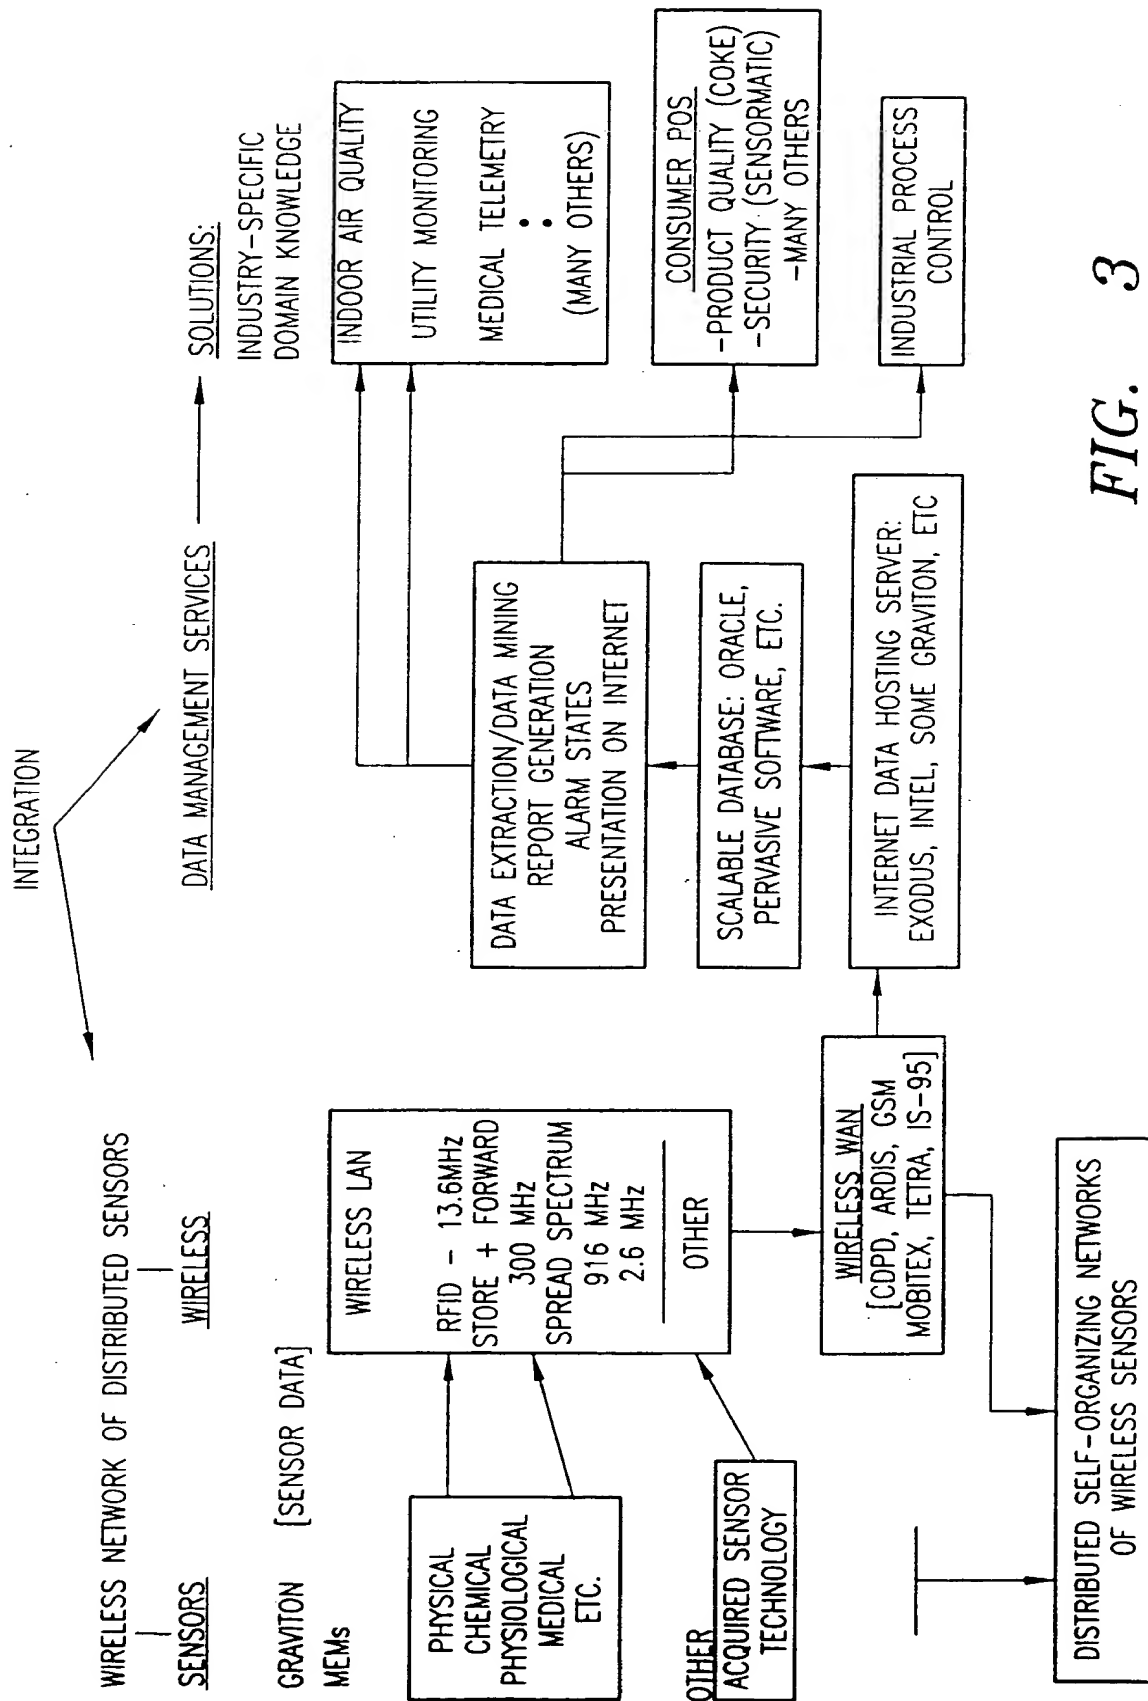 INTEGRATION
WIRELESS NETWORK OF DISTRIBUTED SENSORS
SENSORS
WIRELESS
DATA MANAGEMENT SERVICES
SOLUTIONS:
INDUSTRY-SPECIFIC
DOMAIN KNOWLEDGE
GRAVITON
[SENSOR DATA]
MEMs
PHYSICAL
CHEMICAL
PHYSIOLOGICAL
MEDICAL
ETC.
OTHER
ACQUIRED SENSOR
TECHNOLOGY
WIRELESS LAN
RFID - 13.6MHz
STORE + FORWARD
300 MHz
SPREAD SPECTRUM
916 MHz
2.6 MHz
OTHER
WIRELESS WAN
[CDPD, ARDIS, GSM
MOBITEX, TETRA, IS-95]
DISTRIBUTED SELF-ORGANIZING NETWORKS
OF WIRELESS SENSORS
DATA EXTRACTION/DATA MINING
REPORT GENERATION
ALARM STATES
PRESENTATION ON INTERNET
SCALABLE DATABASE: ORACLE,
PERVASIVE SOFTWARE, ETC.
INTERNET DATA HOSTING SERVER:
EXODUS, INTEL, SOME GRAVITON, ETC
INDOOR AIR QUALITY
UTILITY MONITORING
MEDICAL TELEMETRY
(MANY OTHERS)
CONSUMER POS
-PRODUCT QUALITY (COKE)
-SECURITY (SENSORMATIC)
-MANY OTHERS
INDUSTRIAL PROCESS
CONTROL
FIG. 3